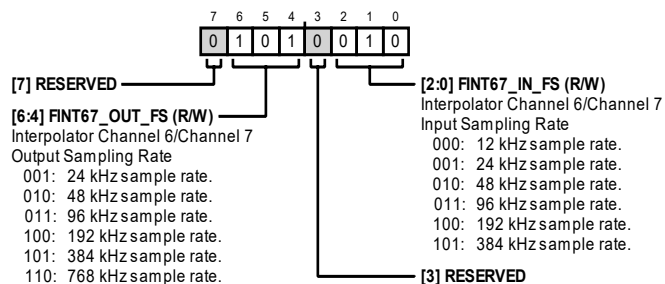 7 6 5 4 3 2 1 0
0 1 0 1 0 0 1 0
[7] RESERVED
[6:4] FINT67_OUT_FS (R/W)
Interpolator Channel 6/Channel 7
Output Sampling Rate
001: 24 kHz sample rate.
010: 48 kHz sample rate.
011: 96 kHz sample rate.
100: 192 kHz sample rate.
101: 384 kHz sample rate.
110: 768 kHz sample rate.
[2:0] FINT67_IN_FS (R/W)
Interpolator Channel 6/Channel 7
Input Sampling Rate
000: 12 kHz sample rate.
001: 24 kHz sample rate.
010: 48 kHz sample rate.
011: 96 kHz sample rate.
100: 192 kHz sample rate.
101: 384 kHz sample rate.
[3] RESERVED